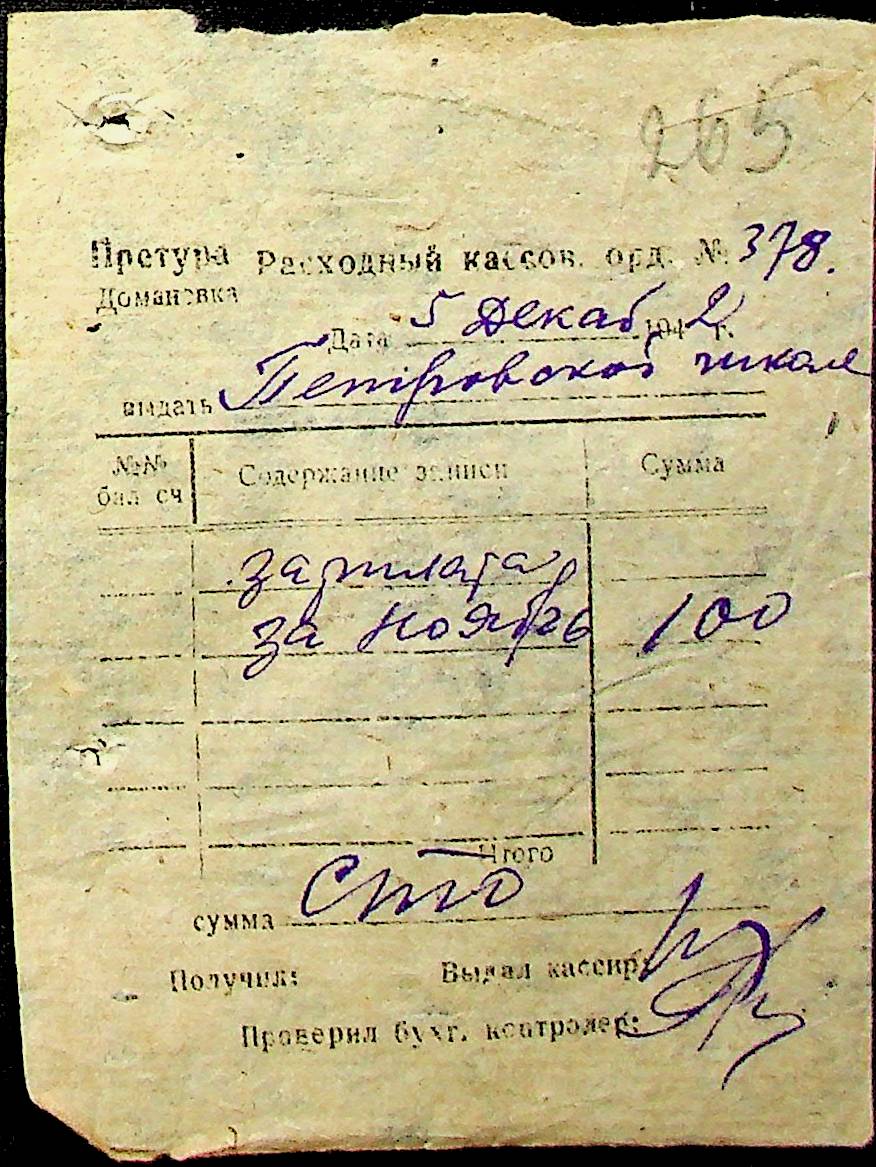 265
Претура Расходный кассов. орд. № 378.
Домановка
Дата 5 Декаб 1942 г.
выдать Петровской школе
№№ бал сч Содержание записи Сумма
зарплата
за ноябрь 100
Итого
сумма сто
Получил: Выдал кассир:
Проверил бухг. контролер: